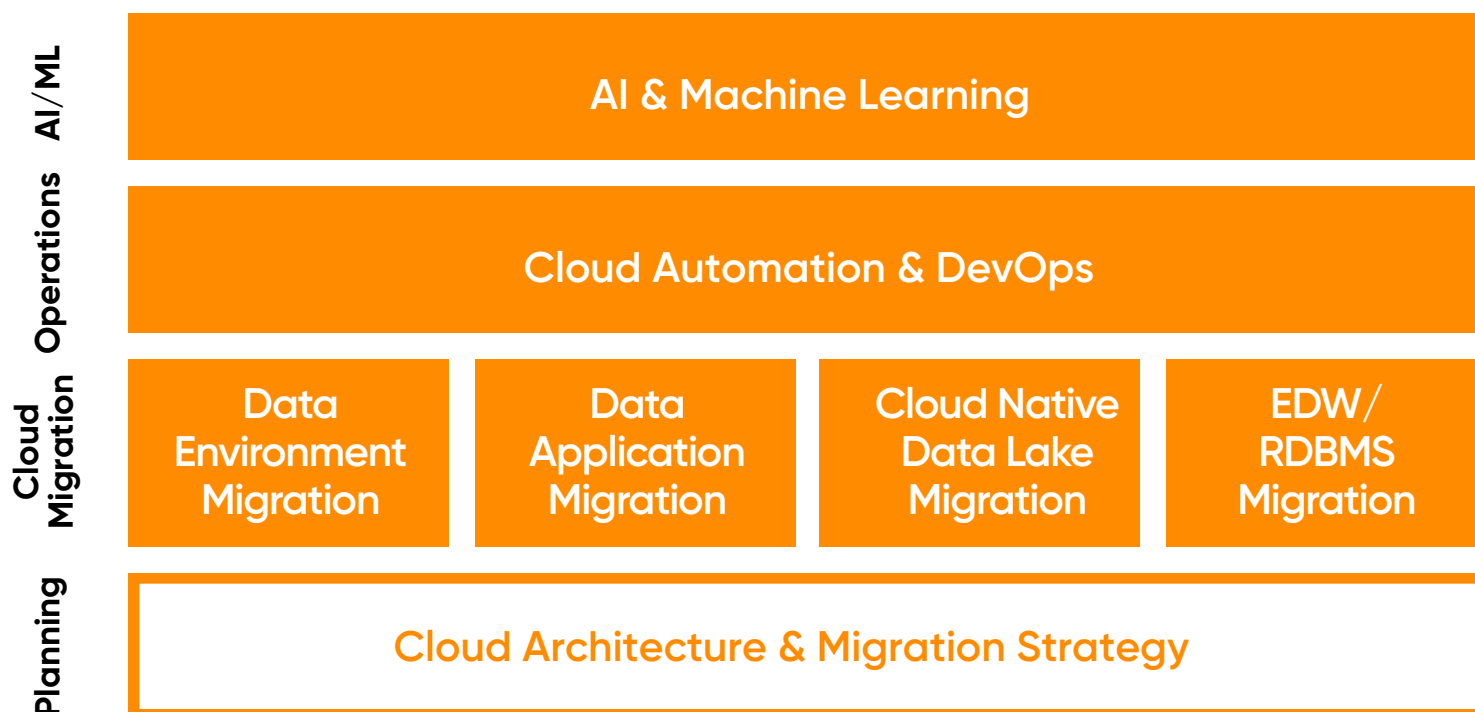 AI/ML
AI & Machine Learning
Operations
Cloud Automation & DevOps
Cloud
Migration
Data
Environment
Migration
Data
Application
Migration
Cloud Native
Data Lake
Migration
EDW/
RDBMS
Migration
Planning
Cloud Architecture & Migration Strategy